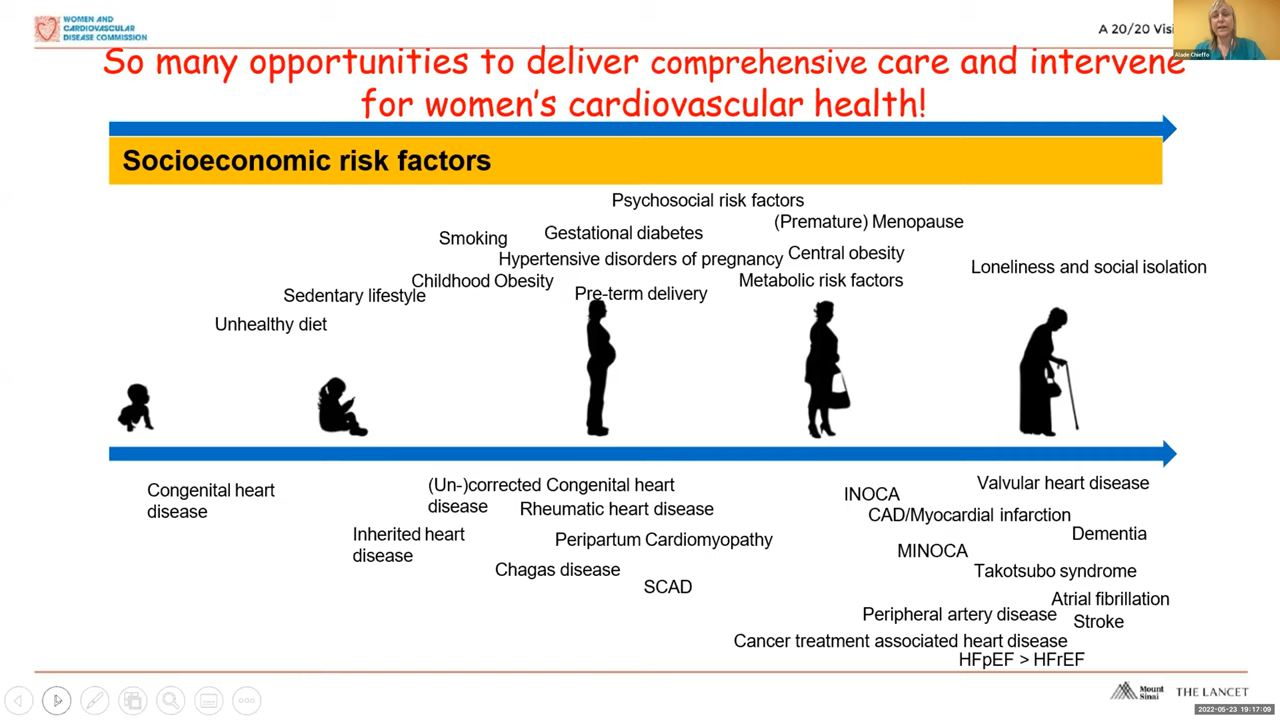 WOMEN AND
CARDIOVASCULAR
DISEASE COMMISSION
A 20/20 Visi
Alaide Chieffo
So many opportunities to deliver comprehensive care and intervene
for women's cardiovascular health!
Socioeconomic risk factors
Psychosocial risk factors
(Premature) Menopause
Smoking
Gestational diabetes
Hypertensive disorders of pregnancy
Central obesity
Loneliness and social isolation
Childhood Obesity
Metabolic risk factors
Sedentary lifestyle
Pre-term delivery
Unhealthy diet
Congenital heart
disease
(Un-)corrected Congenital heart
disease
Rheumatic heart disease
Inherited heart
disease
Peripartum Cardiomyopathy
Chagas disease
SCAD
Valvular heart disease
INOCA
CAD/Myocardial infarction
Dementia
MINOCA
Takotsubo syndrome
Atrial fibrillation
Peripheral artery disease
Stroke
Cancer treatment associated heart disease
HFpEF > HFrEF
Mount
Sinai
THE LANCET
2022-05-23 19:17:09